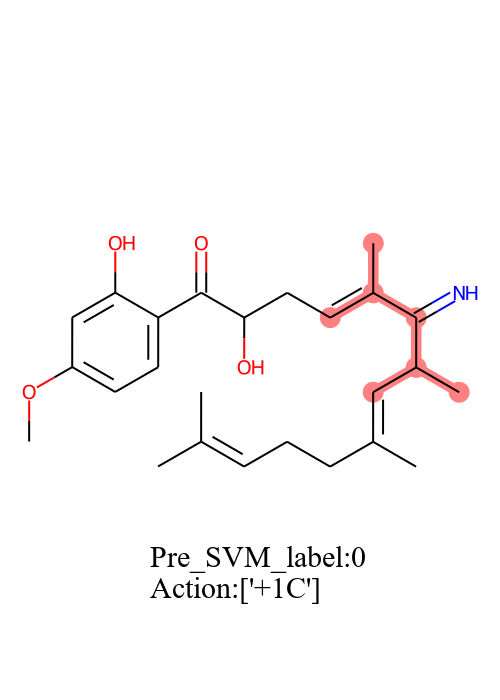 OH
O
NH
OH
O
Pre_SVM_label:0
Action:['+1C']